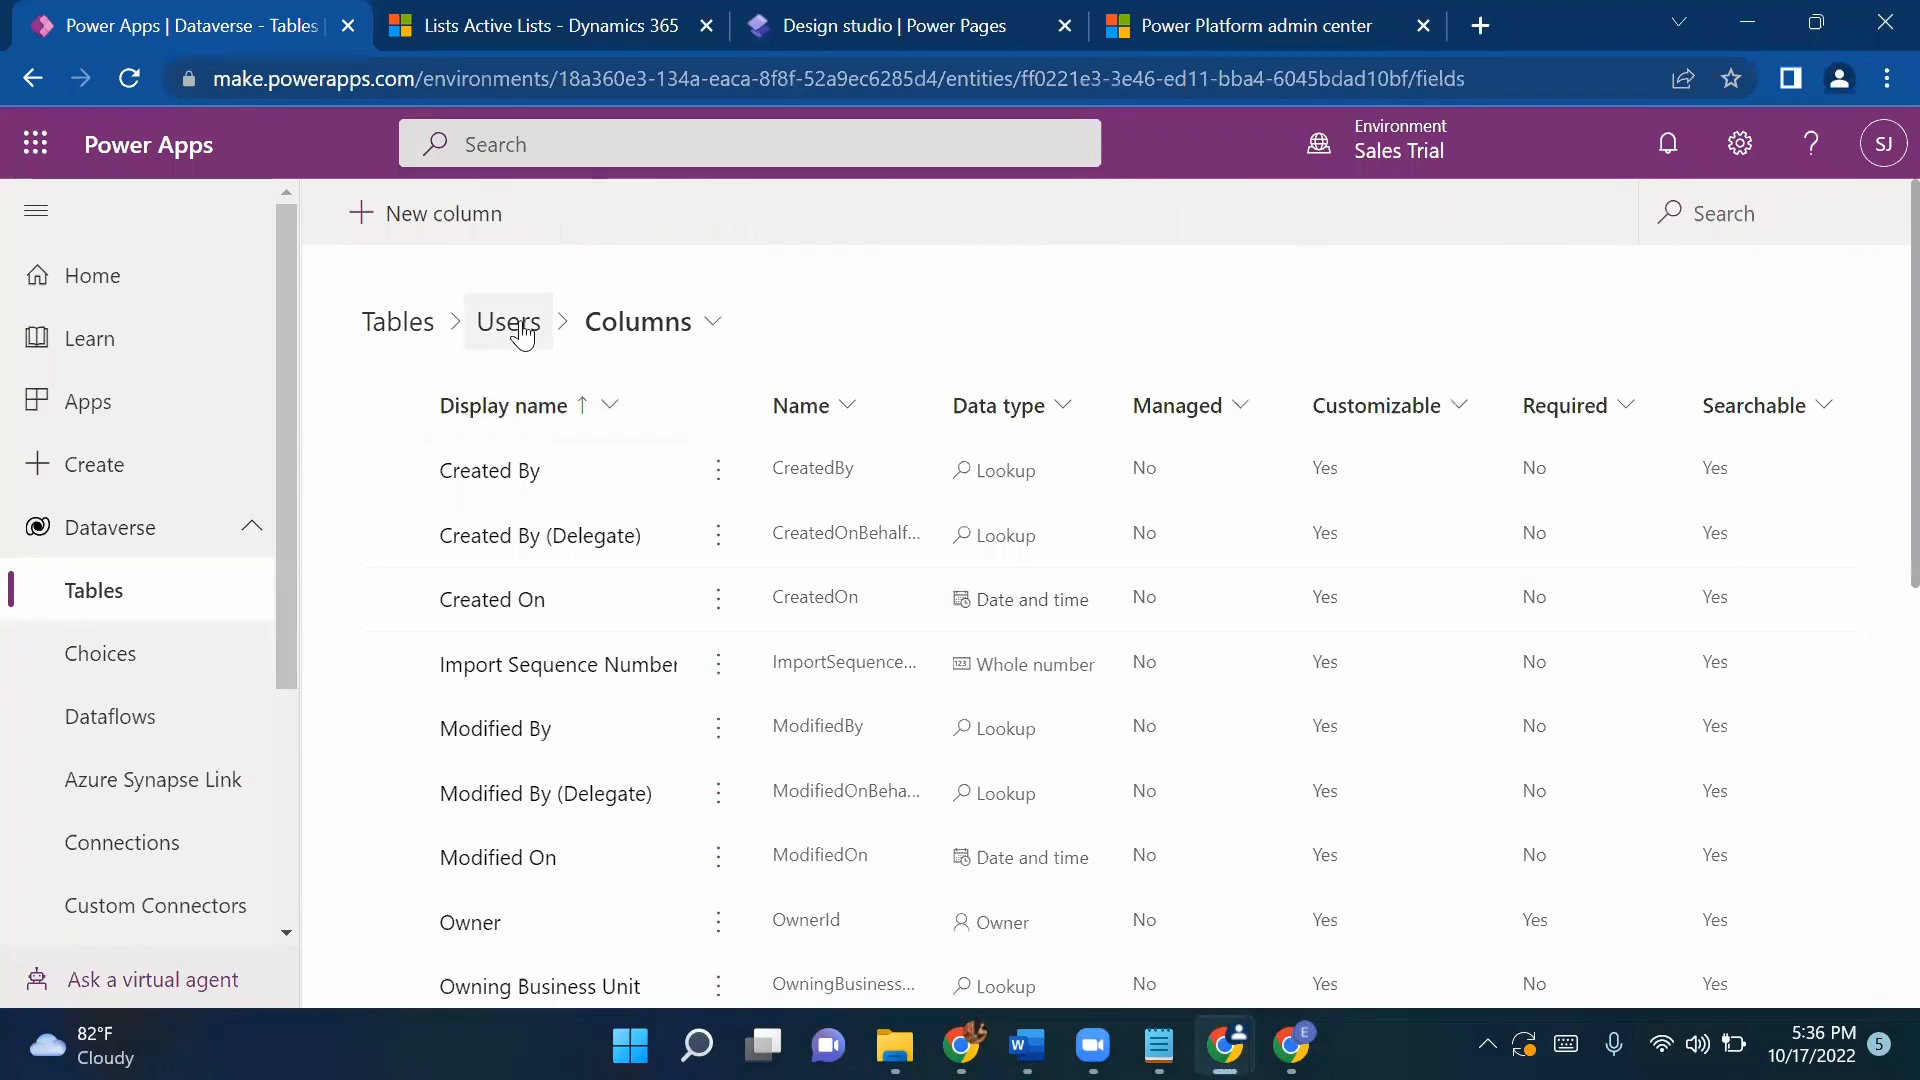 Power Apps | Dataverse - Tables
Lists Active Lists - Dynamics 365
Design studio | Power Pages
Power Platform admin center
make.powerapps.com/environments/18a360e3-134a-eaca-8f8f-52a9ec6285d4/entities/ff0221e3-3e46-ed11-bba4-6045bdad10bf/fields
Power Apps
Search
Environment
Sales Trial
SJ
New column
Search
Home
Learn
Apps
Create
Dataverse
Tables
Choices
Dataflows
Azure Synapse Link
Connections
Custom Connectors
Ask a virtual agent
Tables > Users > Columns
Display name Name Data type Managed Customizable Required Searchable
Created By CreatedBy Lookup No Yes No Yes
Created By (Delegate) CreatedOnBehalf... Lookup No Yes No Yes
Created On CreatedOn Date and time No Yes No Yes
Import Sequence Number ImportSequence... Whole number No Yes No Yes
Modified By ModifiedBy Lookup No Yes No Yes
Modified By (Delegate) ModifiedOnBeha... Lookup No Yes No Yes
Modified On ModifiedOn Date and time No Yes No Yes
Owner OwnerId Owner No Yes Yes Yes
Owning Business Unit OwningBusiness... Lookup No Yes No Yes
82°F
Cloudy
5:36 PM
10/17/2022
5